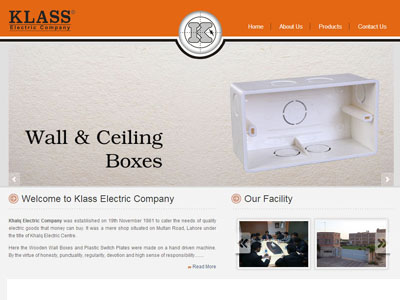 KLASS®
Electric Company
Home
About Us
Products
Contact Us
K
Wall & Ceiling
Boxes
Welcome to Klass Electric Company
Our Facility
Khaliq Electric Company was established on 18th November 1981 to cater the needs of quality
electric goods that money can buy. It was a mere shop situated on Multan Road, Lahore under
the title of Khaliq Electric Centre.
Here the Wooden Wall Boxes and Plastic Switch Plates were made on a hand driven machine.
By the virtue of honesty, punctuality, regularity, devotion and high sense of responsibility ......
Read More